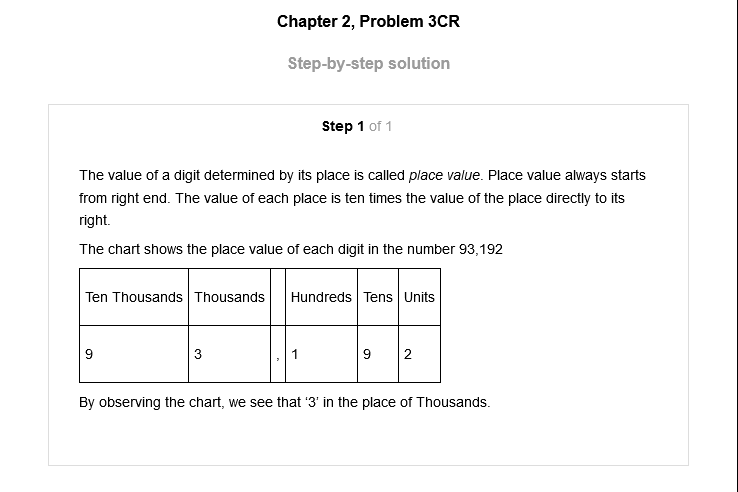 Chapter 2, Problem 3CR
Step-by-step solution
Step 1 of 1
The value of a digit determined by its place is called place value. Place value always starts
from right end. The value of each place is ten times the value of the place directly to its
right.
The chart shows the place value of each digit in the number 93,192
Ten Thousands Thousands Hundreds Tens Units
9 3 , 1 9 2
By observing the chart, we see that ‘3’ in the place of Thousands.